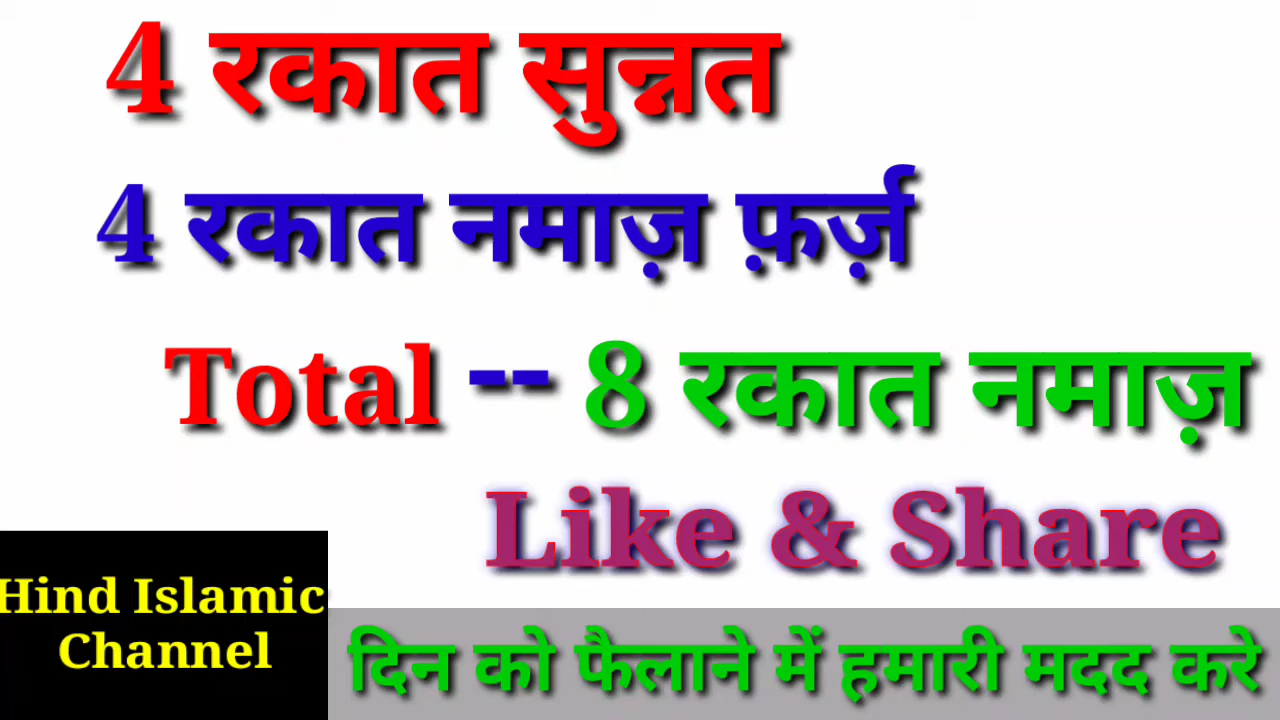 4 रकात सुन्नत
4 रकात नमाज़ फ़र्ज़
Total -- 8 रकात नमाज़
Like & Share
Hind Islamic
Channel
दिन को फैलाने में हमारी मदद करे